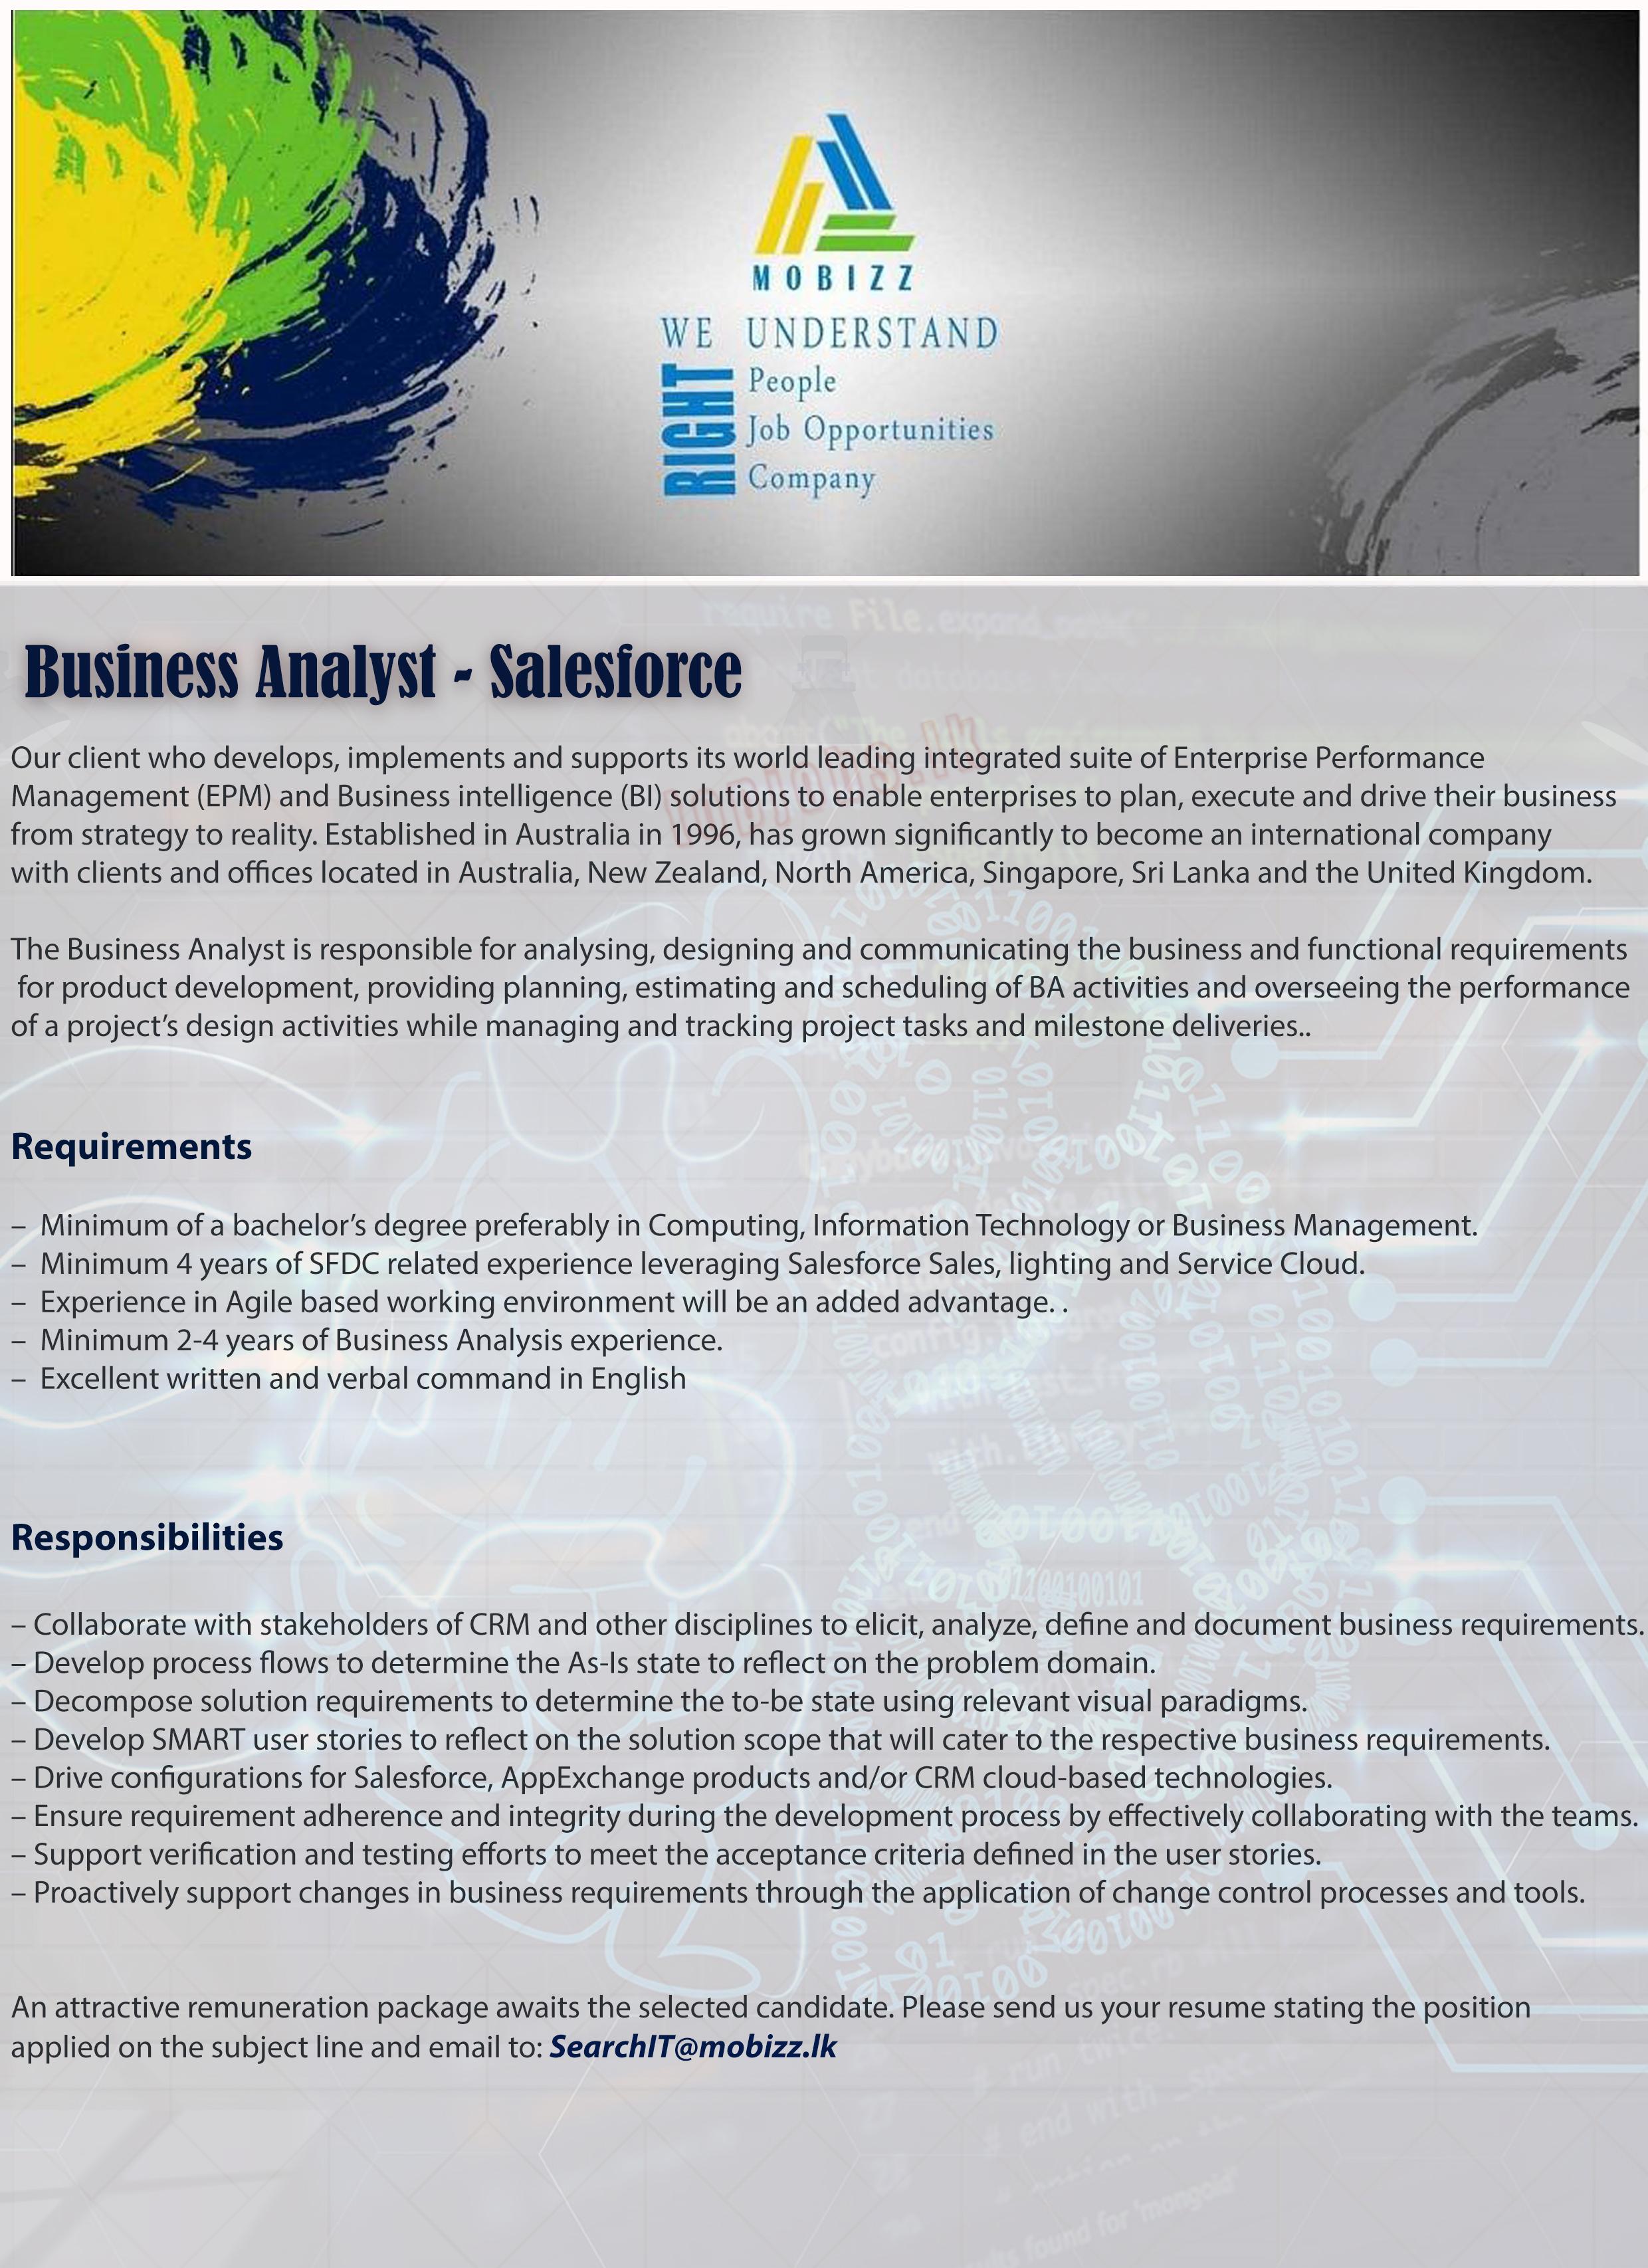 MOBIZZ
WE UNDERSTAND
RIGHT
People
Job Opportunities
Company
Business Analyst - Salesforce
Our client who develops, implements and supports its world leading integrated suite of Enterprise Performance
Management (EPM) and Business intelligence (BI) solutions to enable enterprises to plan, execute and drive their business
from strategy to reality. Established in Australia in 1996, has grown significantly to become an international company
with clients and offices located in Australia, New Zealand, North America, Singapore, Sri Lanka and the United Kingdom.
The Business Analyst is responsible for analysing, designing and communicating the business and functional requirements
for product development, providing planning, estimating and scheduling of BA activities and overseeing the performance
of a project’s design activities while managing and tracking project tasks and milestone deliveries..
Requirements
– Minimum of a bachelor’s degree preferably in Computing, Information Technology or Business Management.
– Minimum 4 years of SFDC related experience leveraging Salesforce Sales, lighting and Service Cloud.
– Experience in Agile based working environment will be an added advantage. .
– Minimum 2-4 years of Business Analysis experience.
– Excellent written and verbal command in English
Responsibilities
– Collaborate with stakeholders of CRM and other disciplines to elicit, analyze, define and document business requirements.
– Develop process flows to determine the As-Is state to reflect on the problem domain.
– Decompose solution requirements to determine the to-be state using relevant visual paradigms.
– Develop SMART user stories to reflect on the solution scope that will cater to the respective business requirements.
– Drive configurations for Salesforce, AppExchange products and/or CRM cloud-based technologies.
– Ensure requirement adherence and integrity during the development process by effectively collaborating with the teams.
– Support verification and testing efforts to meet the acceptance criteria defined in the user stories.
– Proactively support changes in business requirements through the application of change control processes and tools.
An attractive remuneration package awaits the selected candidate. Please send us your resume stating the position
applied on the subject line and email to: SearchIT@mobizz.lk